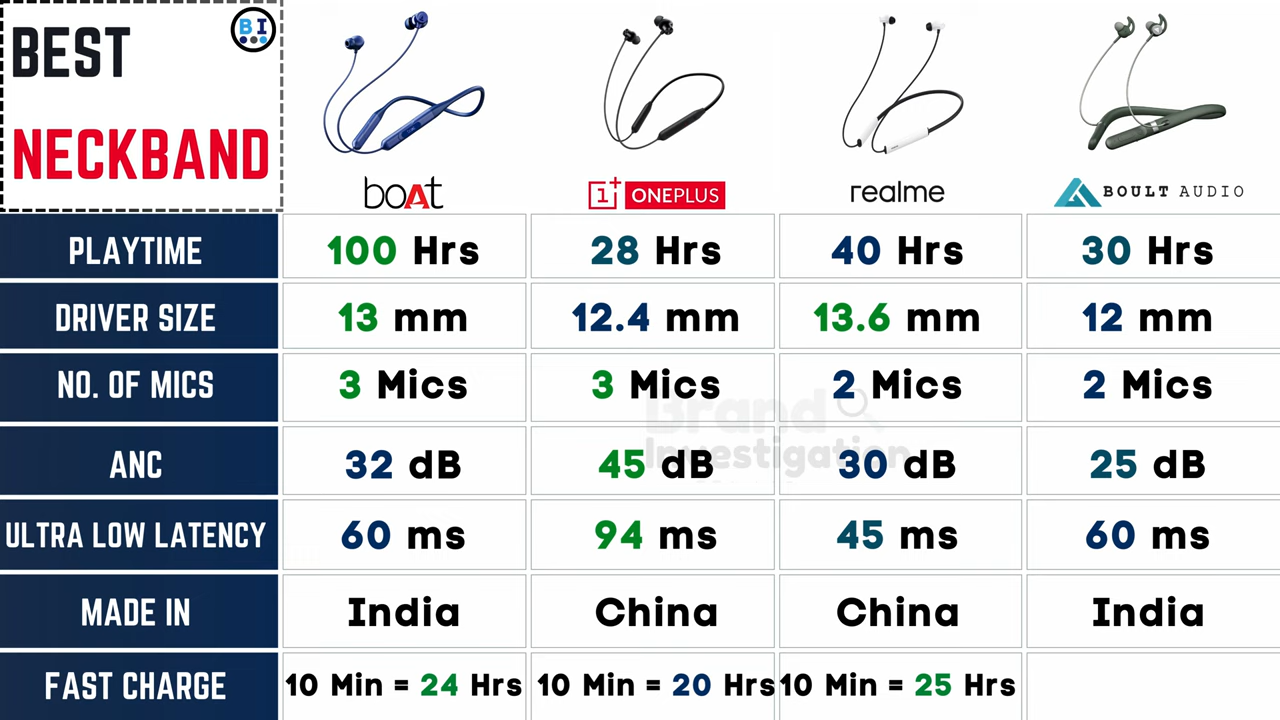 BEST
BI
NECKBAND
boAt
1+ ONEPLUS
realme
BOULT AUDIO
PLAYTIME 100 Hrs 28 Hrs 40 Hrs 30 Hrs
DRIVER SIZE 13 mm 12.4 mm 13.6 mm 12 mm
NO. OF MICS 3 Mics 3 Mics 2 Mics 2 Mics
Brand
Investigation
ANC 32 dB 45 dB 30 dB 25 dB
ULTRA LOW LATENCY 60 ms 94 ms 45 ms 60 ms
MADE IN India China China India
FAST CHARGE 10 Min = 24 Hrs 10 Min = 20 Hrs 10 Min = 25 Hrs